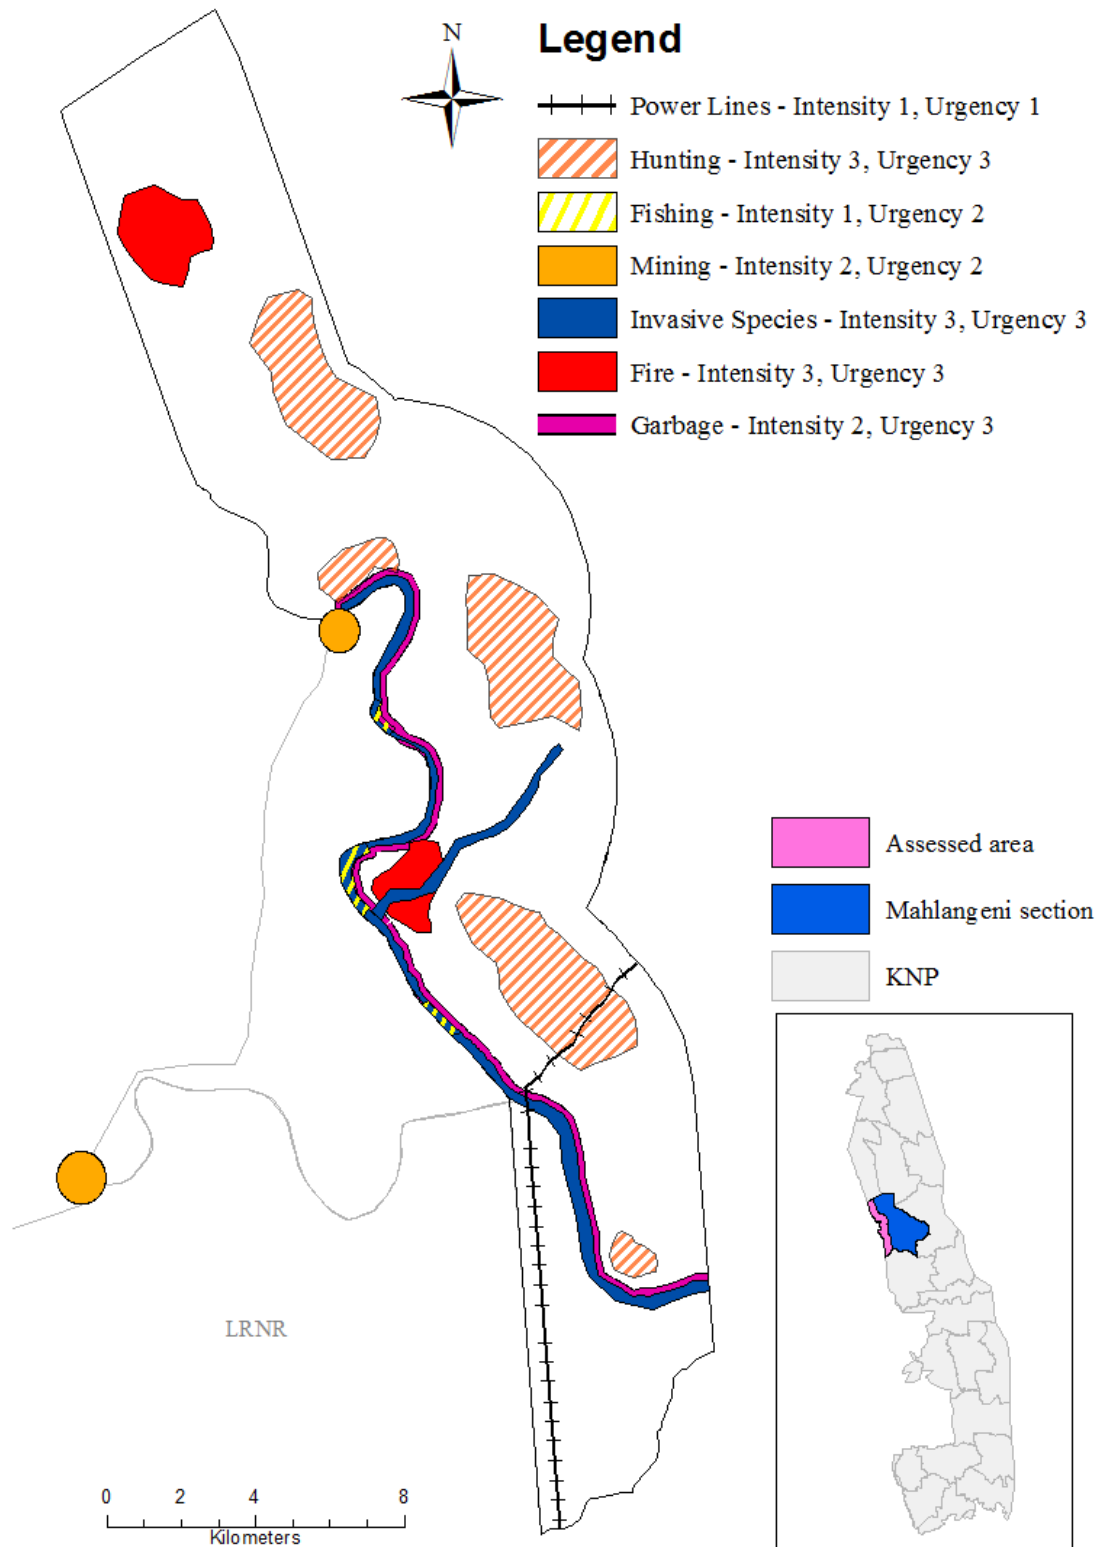 N
Legend
Power Lines - Intensity 1, Urgency 1
Hunting - Intensity 3, Urgency 3
Fishing - Intensity 1, Urgency 2
Mining - Intensity 2, Urgency 2
Invasive Species - Intensity 3, Urgency 3
Fire - Intensity 3, Urgency 3
Garbage - Intensity 2, Urgency 3
Assessed area
Mahlangeni section
KNP
LRNR
0 2 4 8
Kilometers